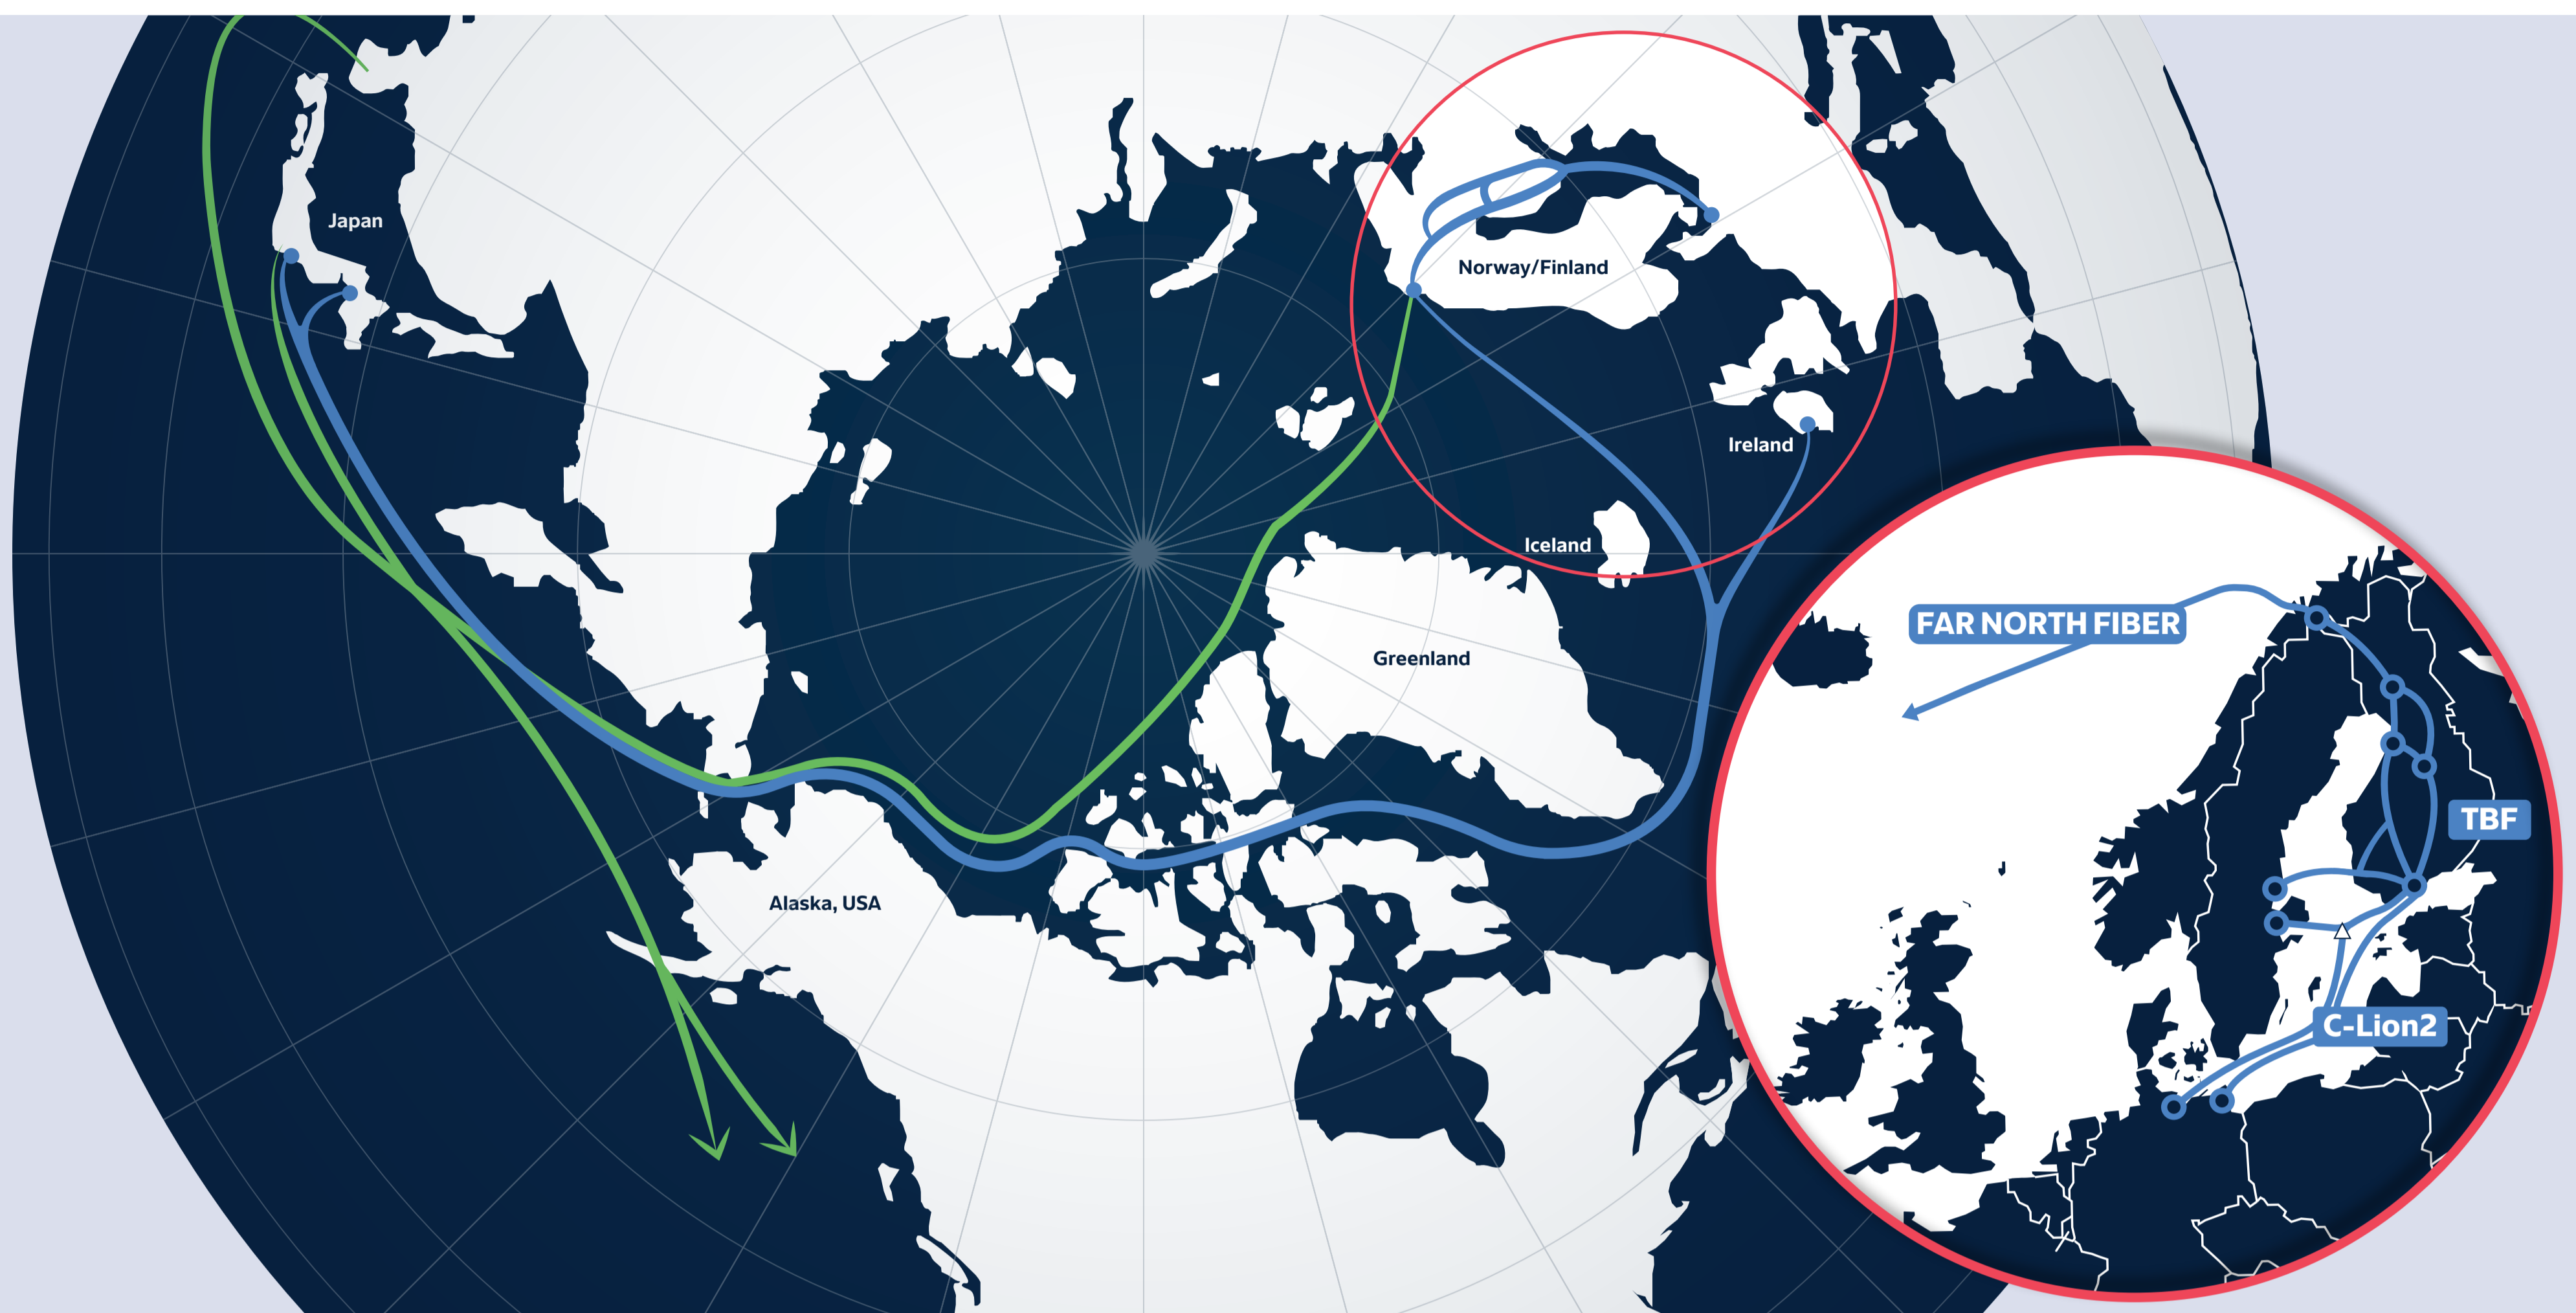 Japan
Norway/Finland
Ireland
Iceland
FAR NORTH FIBER
Greenland
TBF
Alaska, USA
C-Lion2